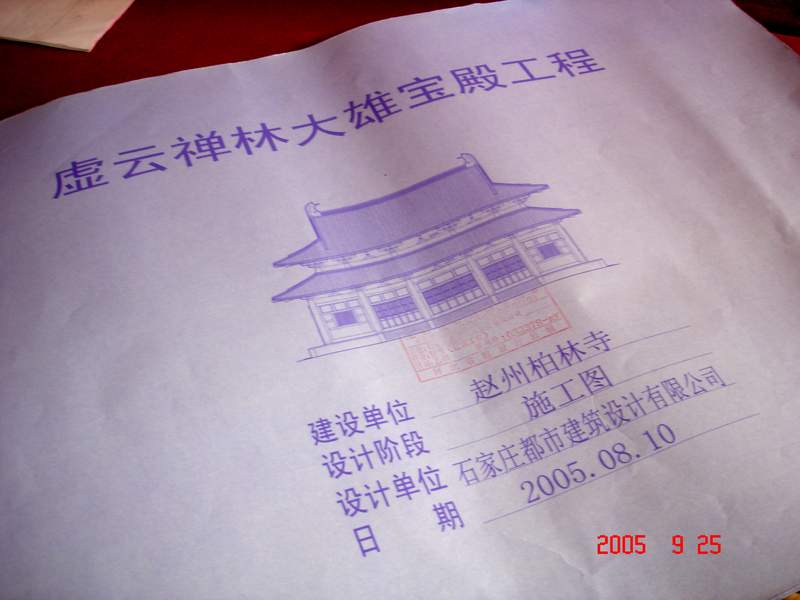 虚云禅林大雄宝殿工程
建设单位 赵州柏林寺
设计阶段 施工图
设计单位 石家庄都市建筑设计有限公司
日 期 2005.08.10
2005 9 25